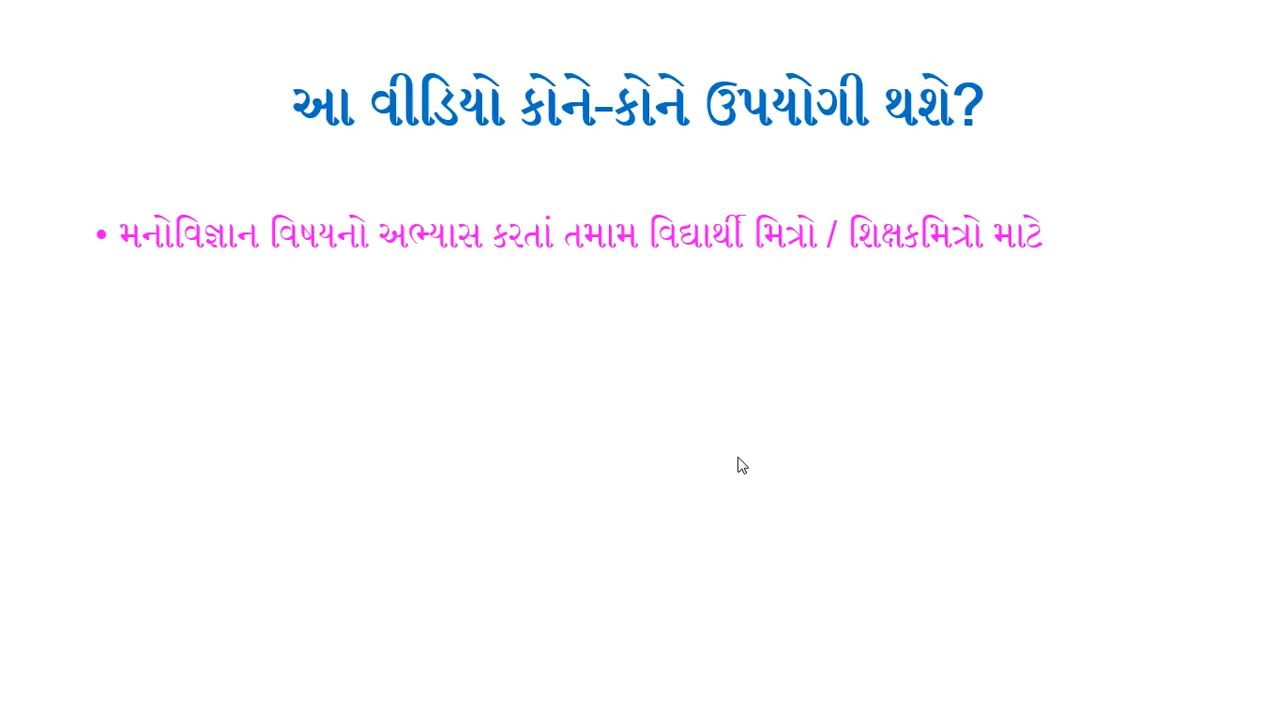 આ વીડિયો કોને-કોને ઉપયોગી થશે?
• મનોવિજ્ઞાન વિષયનો અભ્યાસ કરતાં તમામ વિદ્યાર્થી મિત્રો / શિક્ષકમિત્રો માટે